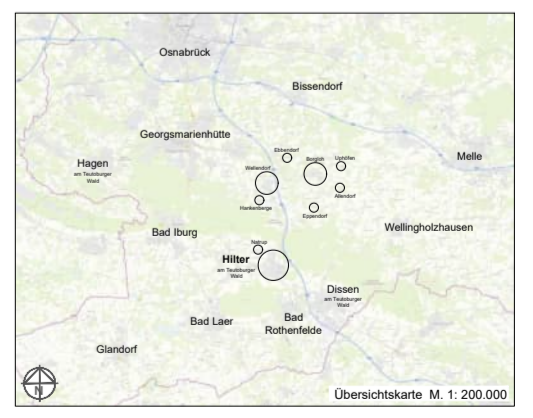 Osnabrück
Bissendorf
Georgsmarienhütte
Ebbendorf
Borgloh
Uphöfen
Melle
Hagen
am Teutoburger
Wald
Wellendorf
Allendorf
Hankenberge
Eppendorf
Wellingholzhausen
Bad Iburg
Natrup
Hilter
am Teutoburger
Wald
Dissen
am Teutoburger
Wald
Bad Laer
Bad
Rothenfelde
Glandorf
N
Übersichtskarte M. 1: 200.000